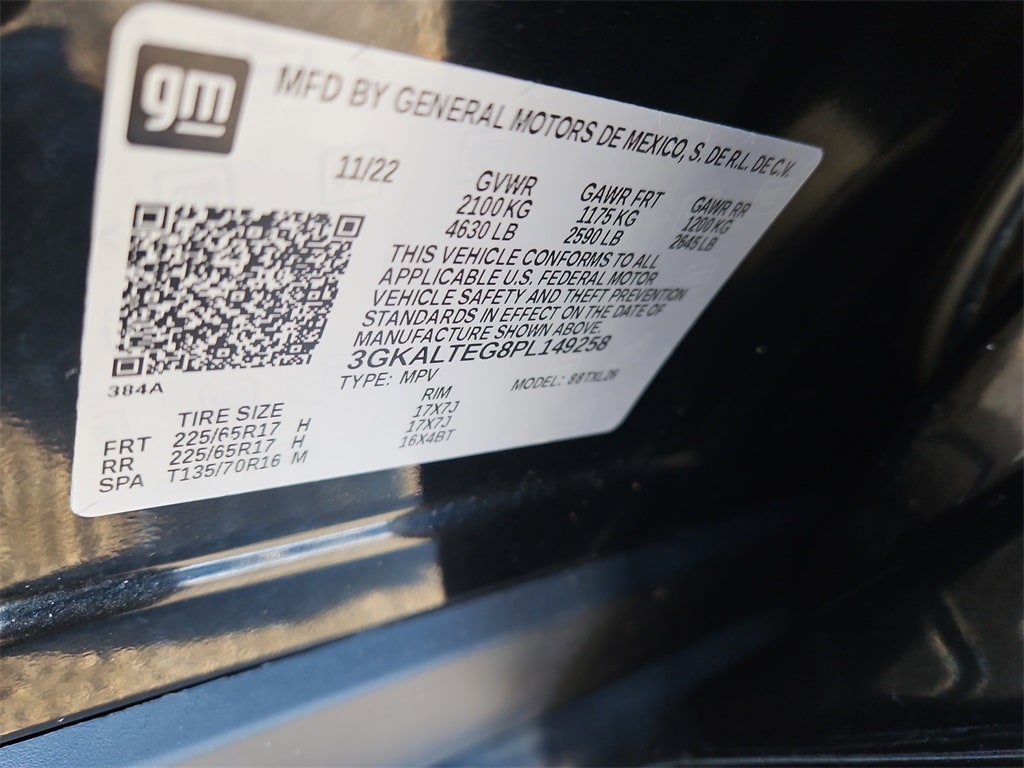 gm
MFD BY GENERAL MOTORS DE MEXICO, S. DE R.L. DE C.V.
11/22 GVWR GAWR FRT GAWR RR
2100 KG 1175 KG 1200 KG
4630 LB 2590 LB 2645 LB
THIS VEHICLE CONFORMS TO ALL
APPLICABLE U.S. FEDERAL MOTOR
VEHICLE SAFETY AND THEFT PREVENTION
STANDARDS IN EFFECT ON THE DATE OF
MANUFACTURE SHOWN ABOVE.
3GKALTEG8PL149258
384A
TYPE: MPV MODEL: 88TXL26
TIRE SIZE RIM
FRT 225/65R17 H 17X7J
RR 225/65R17 H 17X7J
SPA T135/70R16 M 16X4BT